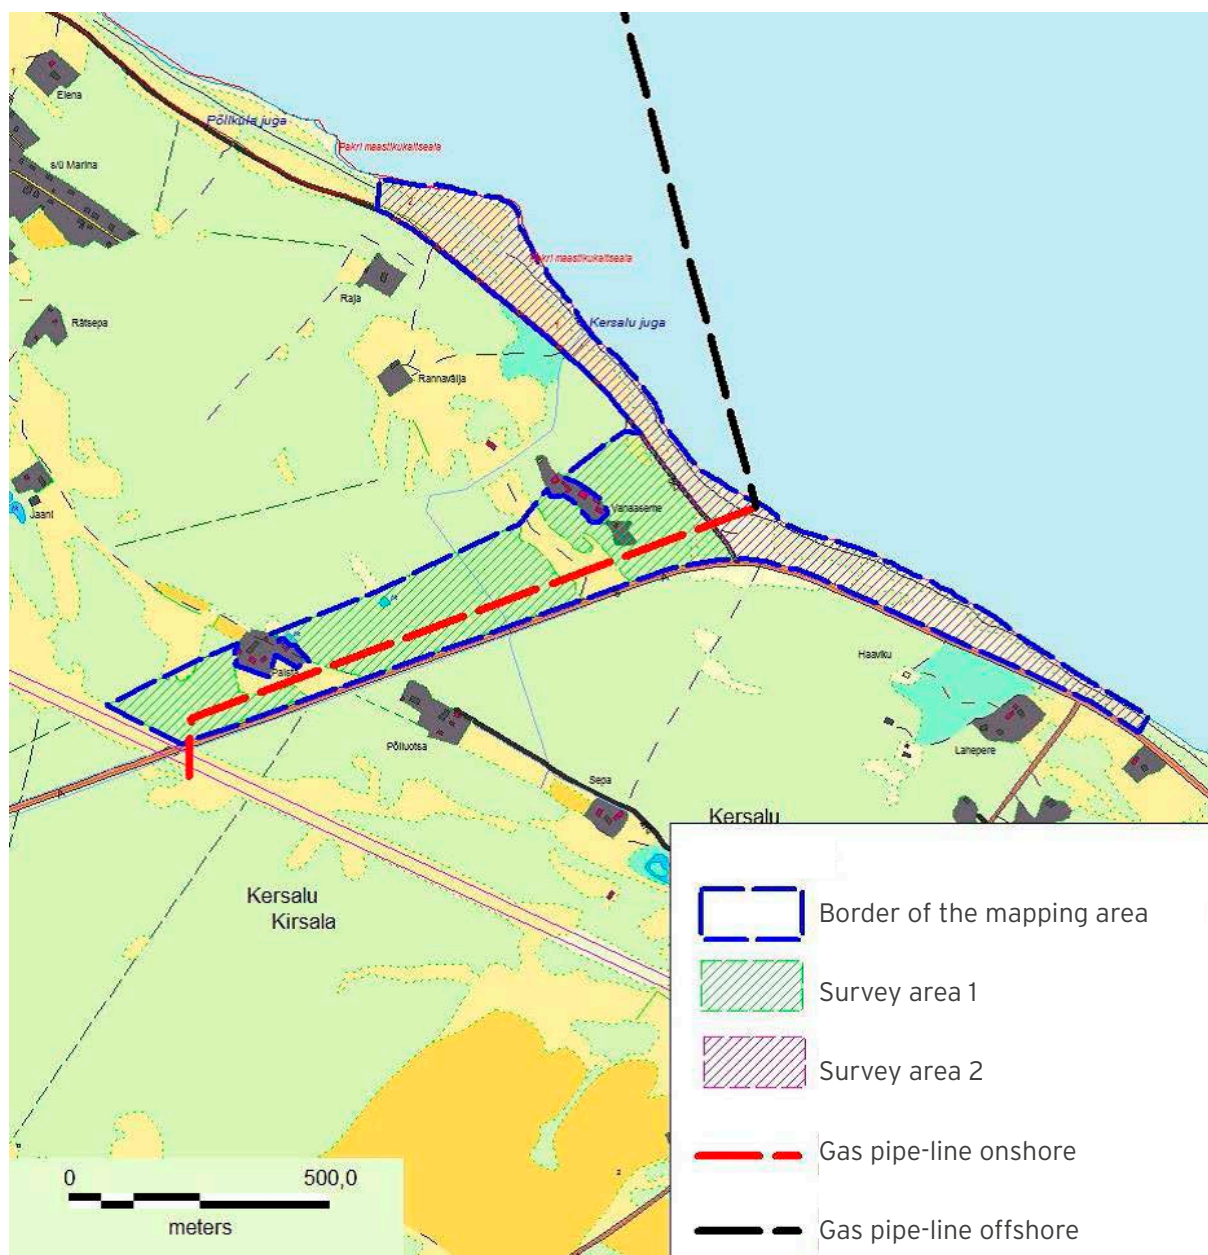 Elena
Põllküla juga
Pakri maastikukaitseala
s/ü Marina
Pakri maastikukaitseala
Raja
Kersalu juga
Rätsepa
Rannavälja
Jaani
Vanaaseme
Palsta
Haaviku
Põlluotsa
Lahepere
Sepa
Kersalu
Kersalu
Kirsala
Border of the mapping area
Survey area 1
Survey area 2
Gas pipe-line onshore
Gas pipe-line offshore
0 500,0
meters